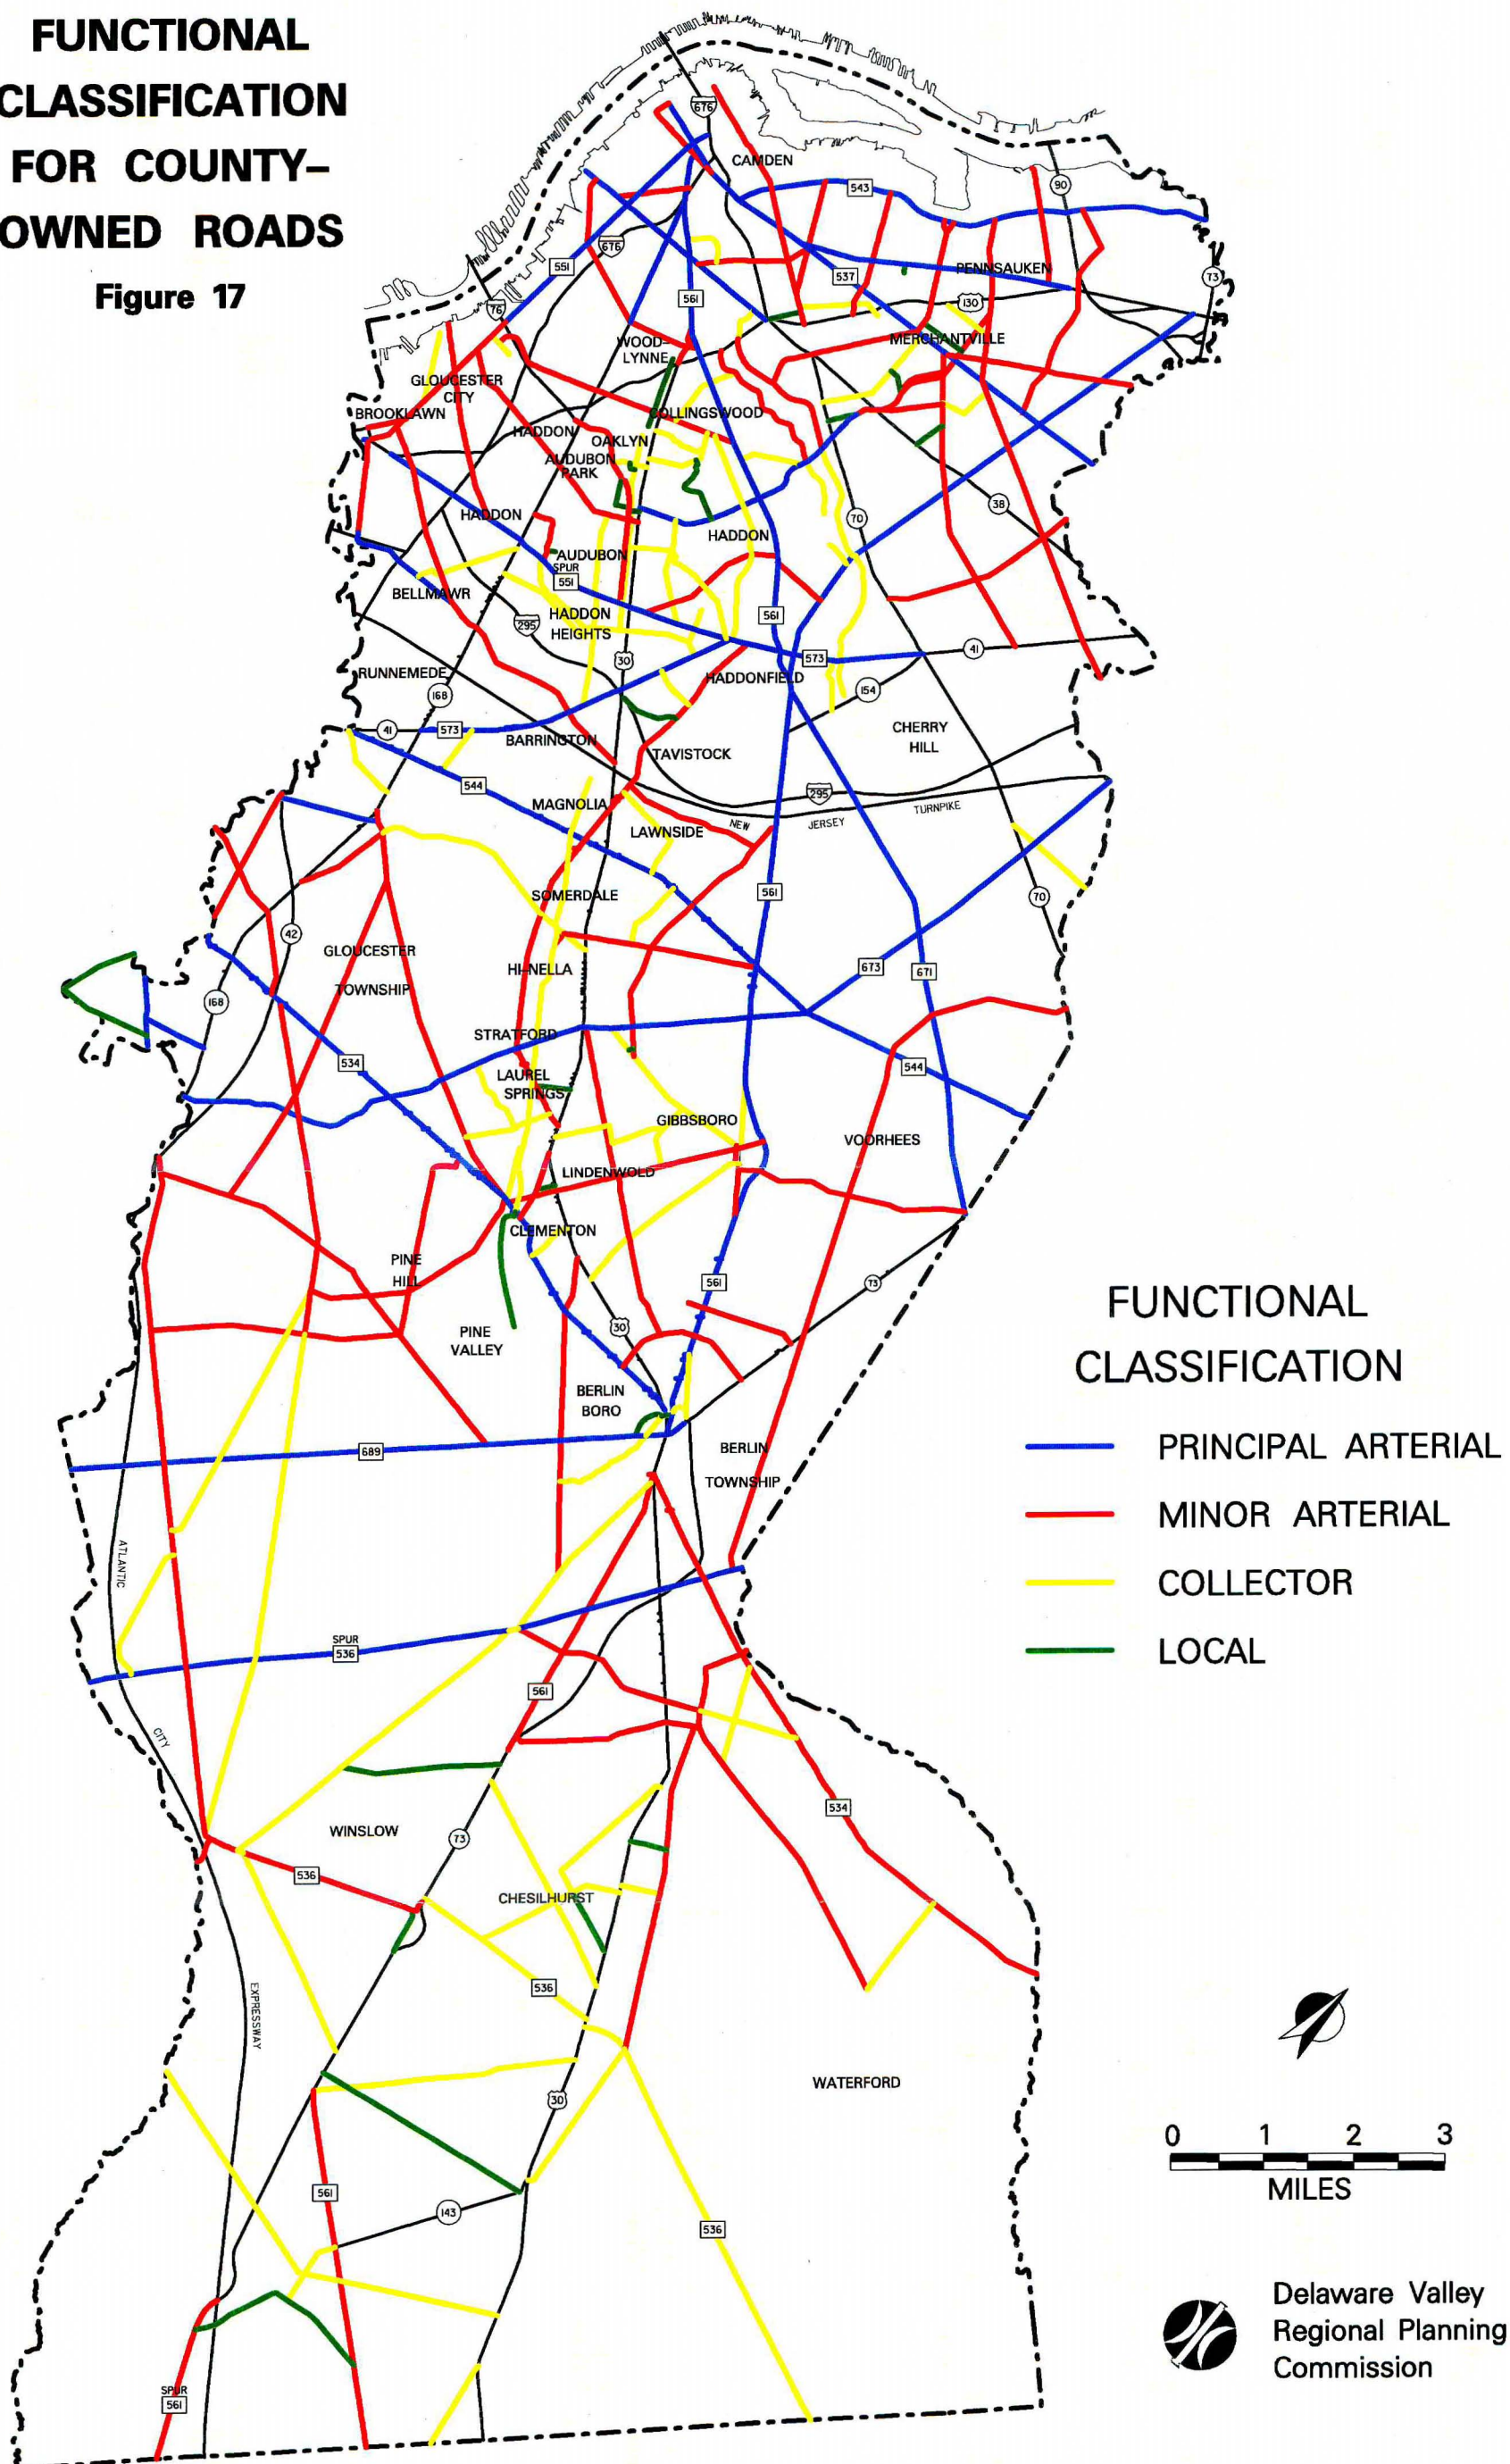 FUNCTIONAL
CLASSIFICATION
FOR COUNTY-
OWNED ROADS
Figure 17
676
CAMDEN
543
90
676
551
73
537
PENNSAUKEN
76
561
130
WOOD-
LYNNE
MERCHANTVILLE
GLOUCESTER
CITY
BROOKLAWN
COLLINGSWOOD
HADDON
OAKLYN
AUDUBON
PARK
38
HADDON
70
HADDON
AUDUBON
SPUR
551
BELLMAWR
561
HADDON
HEIGHTS
295
41
30
573
RUNNEMEDE
HADDONFIELD
168
154
41
573
CHERRY
HILL
BARRINGTON
TAVISTOCK
544
295
MAGNOLIA
TURNPIKE
LAWNSIDE
NEW
JERSEY
SOMERDALE
561
70
42
GLOUCESTER
TOWNSHIP
HI-NELLA
673
671
168
STRATFORD
534
544
LAUREL
SPRINGS
GIBBSBORO
VOORHEES
LINDENWOLD
CLEMENTON
PINE
HILL
561
73
30
PINE
VALLEY
BERLIN
BORO
689
BERLIN
TOWNSHIP
ATLANTIC
SPUR
536
561
CITY
534
WINSLOW
73
536
CHESILHURST
536
EXPRESSWAY
WATERFORD
30
561
143
536
SPUR
561
FUNCTIONAL
CLASSIFICATION
PRINCIPAL ARTERIAL
MINOR ARTERIAL
COLLECTOR
LOCAL
0 1 2 3
MILES
Delaware Valley
Regional Planning
Commission